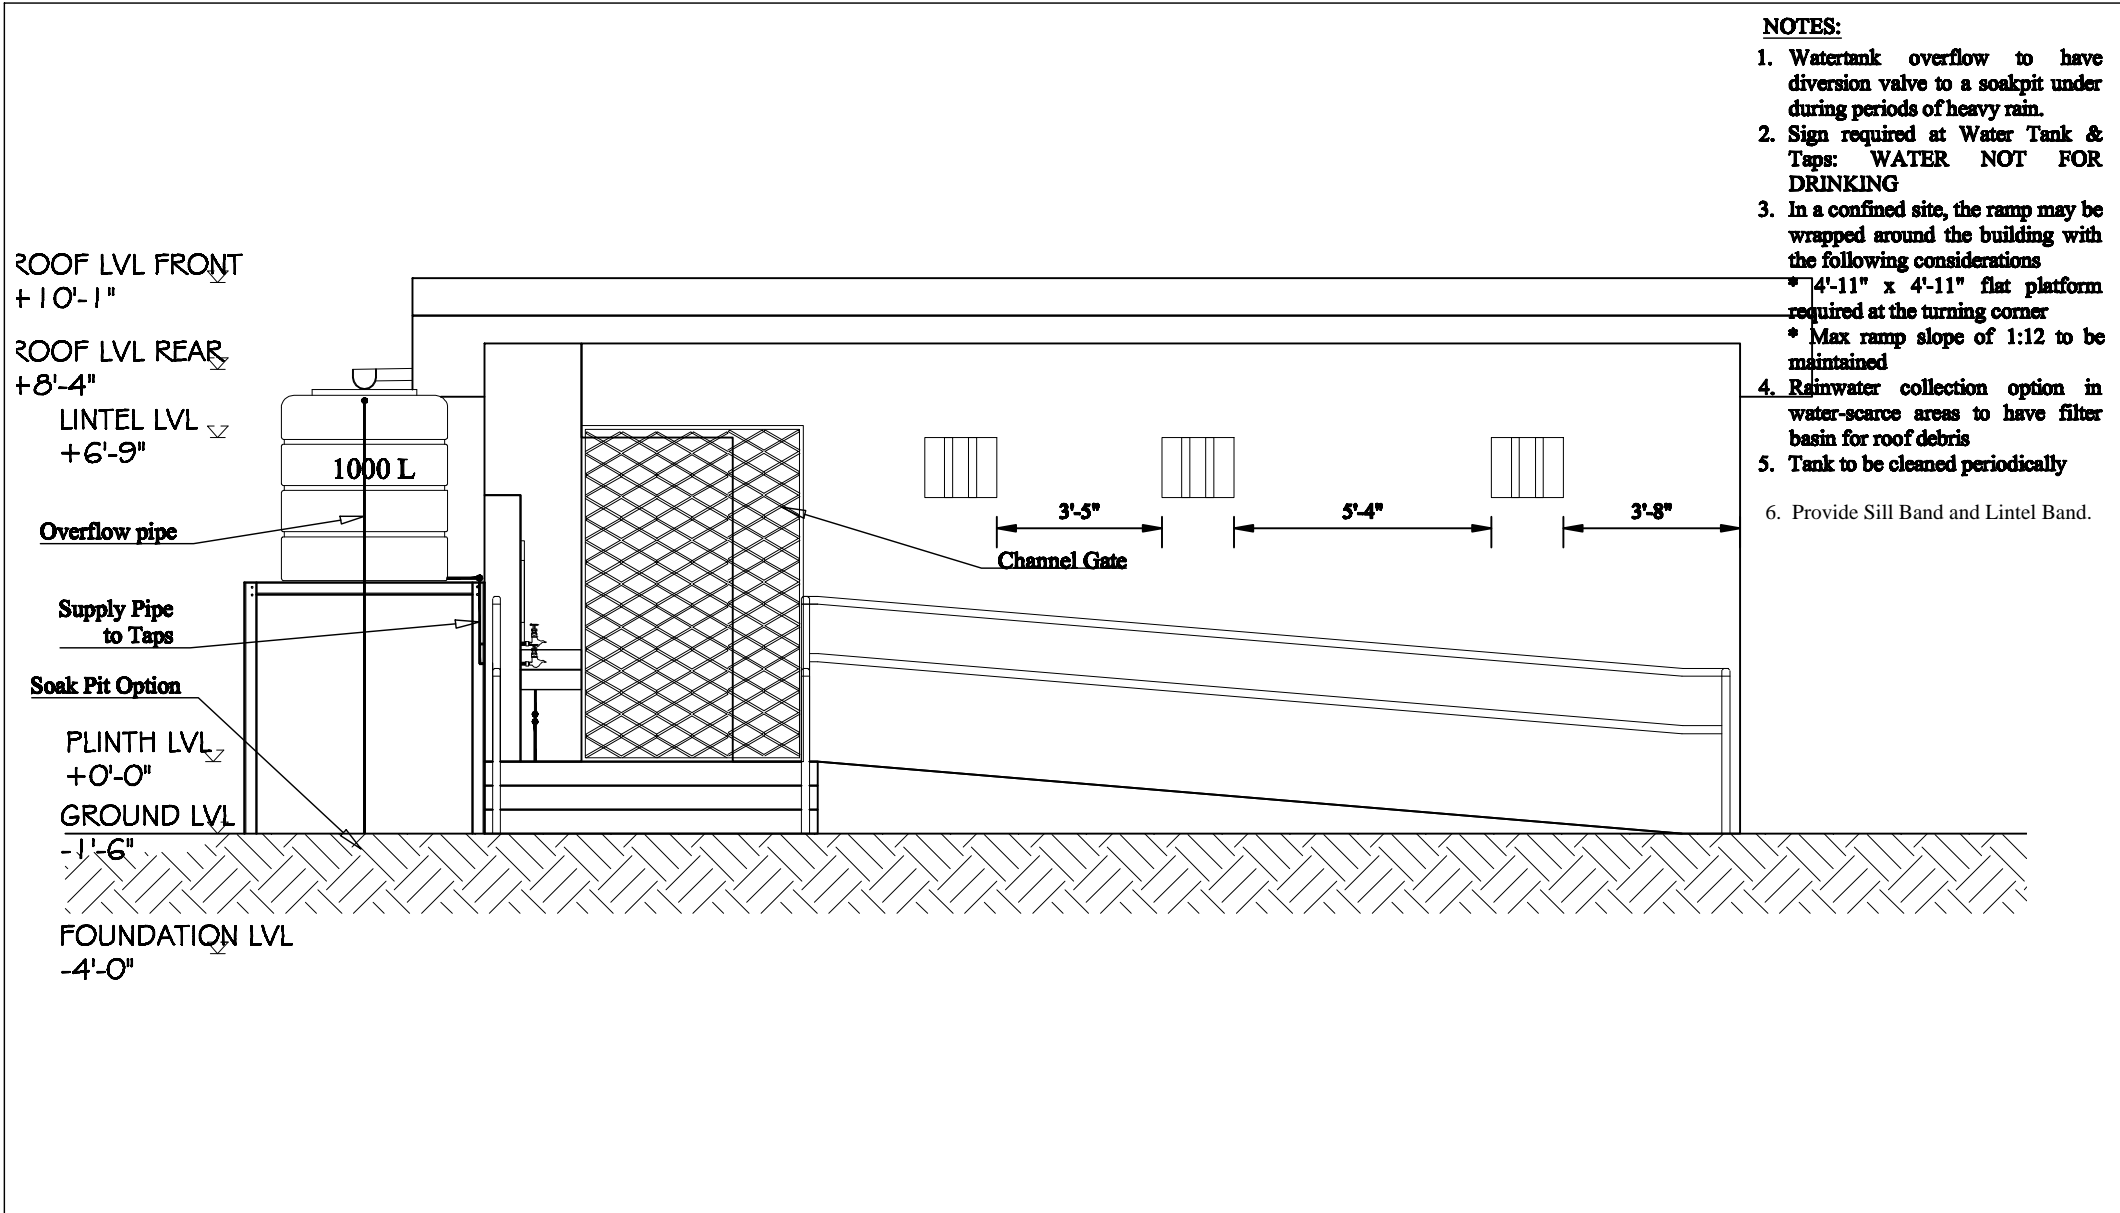 NOTES:
1. Watertank overflow to have
diversion valve to a soakpit under
during periods of heavy rain.
2. Sign required at Water Tank &
Taps: WATER NOT FOR
DRINKING
3. In a confined site, the ramp may be
wrapped around the building with
the following considerations
* 4'-11" x 4'-11" flat platform
required at the turning corner
* Max ramp slope of 1:12 to be
maintained
4. Rainwater collection option in
water-scarce areas to have filter
basin for roof debris
5. Tank to be cleaned periodically
6. Provide Sill Band and Lintel Band.
ROOF LVL FRONT
+10'-1"
ROOF LVL REAR
+8'-4"
LINTEL LVL
+6'-9"
1000 L
Overflow pipe
3'-5"
5'-4"
3'-8"
Channel Gate
Supply Pipe
to Taps
Soak Pit Option
PLINTH LVL
+0'-0"
GROUND LVL
-1'-6"
FOUNDATION LVL
-4'-0"